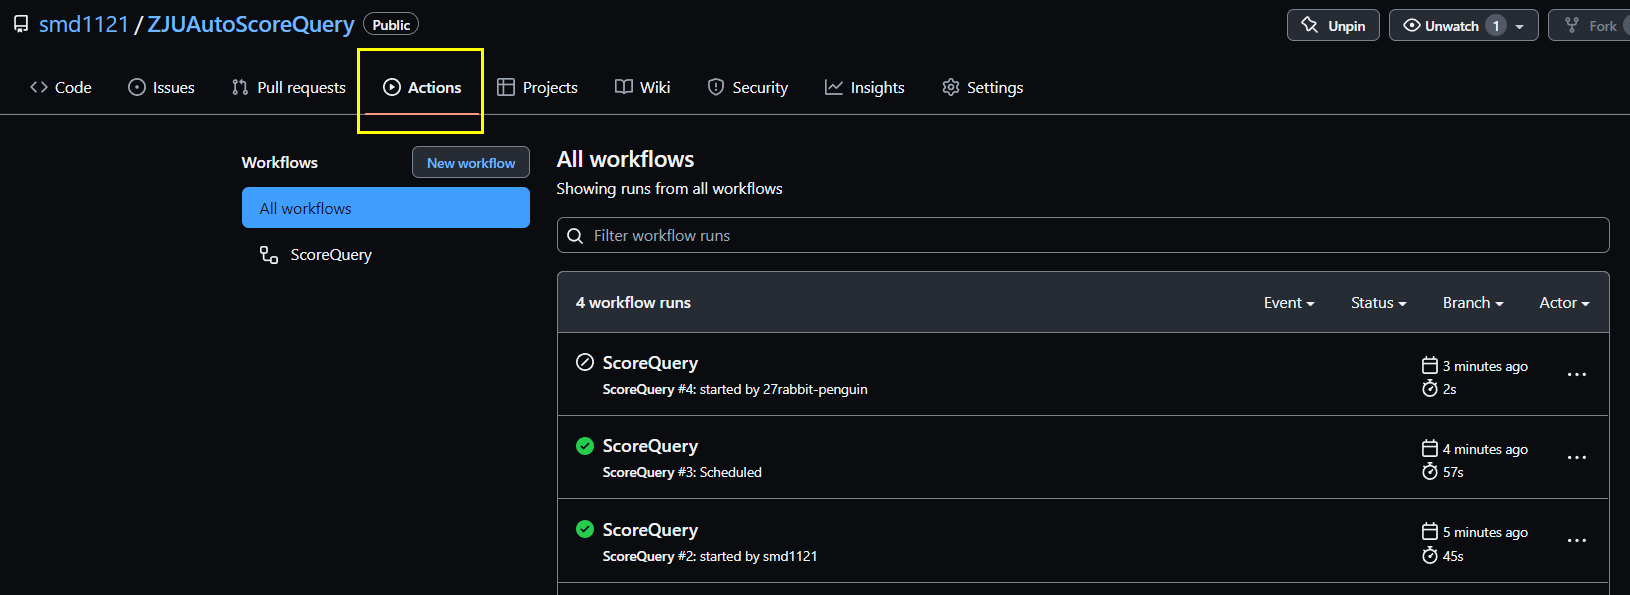 smd1121 / ZJUAutoScoreQuery Public Unpin Unwatch 1 Fork
Code Issues Pull requests Actions Projects Wiki Security Insights Settings
Workflows New workflow
All workflows
ScoreQuery
All workflows
Showing runs from all workflows
Filter workflow runs
4 workflow runs Event Status Branch Actor
ScoreQuery
ScoreQuery #4: started by 27rabbit-penguin
3 minutes ago
2s
ScoreQuery
ScoreQuery #3: Scheduled
4 minutes ago
57s
ScoreQuery
ScoreQuery #2: started by smd1121
5 minutes ago
45s